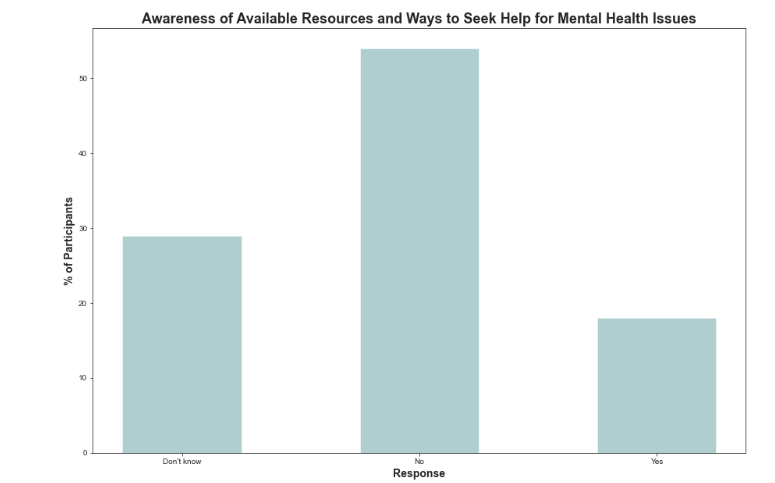 Awareness of Available Resources and Ways to Seek Help for Mental Health Issues
% of Participants
50
40
30
20
10
0
Don't know
No
Yes
Response